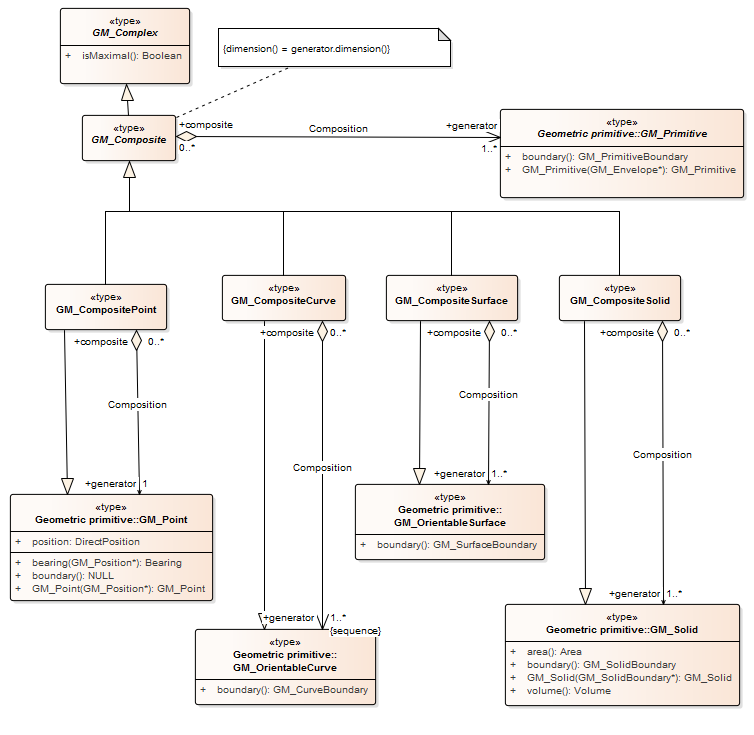 «type»
GM_Complex
+ isMaximal(): Boolean
{dimension() = generator.dimension()}
«type»
GM_Composite
+composite
0..*
Composition
+generator
1..*
«type»
Geometric primitive::GM_Primitive
+ boundary(): GM_PrimitiveBoundary
+ GM_Primitive(GM_Envelope*): GM_Primitive
«type»
GM_CompositePoint
«type»
GM_CompositeCurve
«type»
GM_CompositeSurface
«type»
GM_CompositeSolid
+composite 0..*
+composite 0..*
+composite 0..*
+composite 0..*
Composition
Composition
Composition
Composition
+generator 1
«type»
Geometric primitive::GM_Point
+ position: DirectPosition
+ bearing(GM_Position*): Bearing
+ boundary(): NULL
+ GM_Point(GM_Position*): GM_Point
+generator 1..*
{sequence}
«type»
Geometric primitive::
GM_OrientableCurve
+ boundary(): GM_CurveBoundary
+generator 1..*
«type»
Geometric primitive::
GM_OrientableSurface
+ boundary(): GM_SurfaceBoundary
+generator 1..*
«type»
Geometric primitive::GM_Solid
+ area(): Area
+ boundary(): GM_SolidBoundary
+ GM_Solid(GM_SolidBoundary*): GM_Solid
+ volume(): Volume